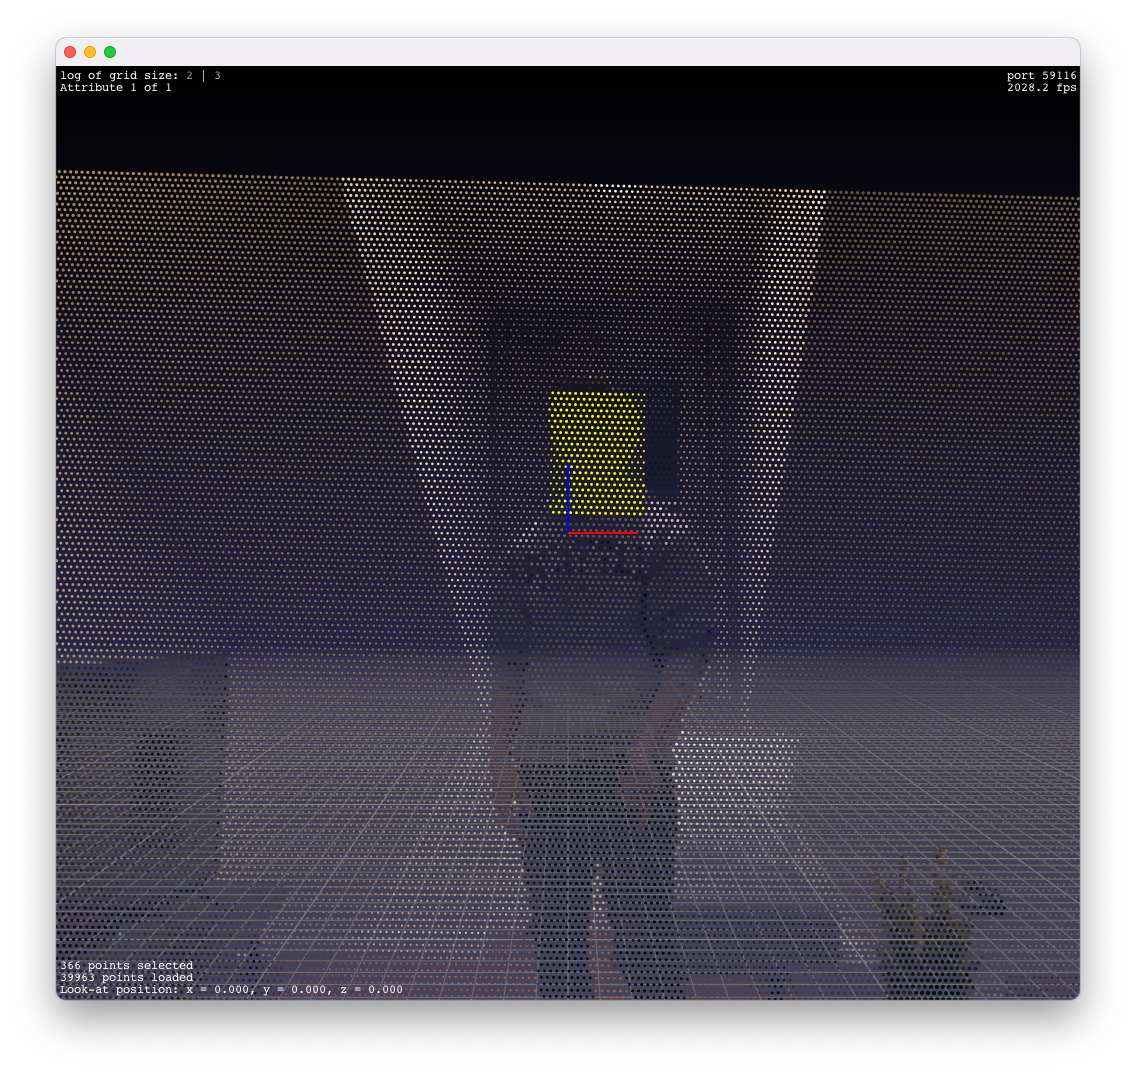 log of grid size: 2 | 3
Attribute 1 of 1
port 59116
2028.2 fps
366 points selected
39963 points loaded
Look-at position: x = 0.000, y = 0.000, z = 0.000